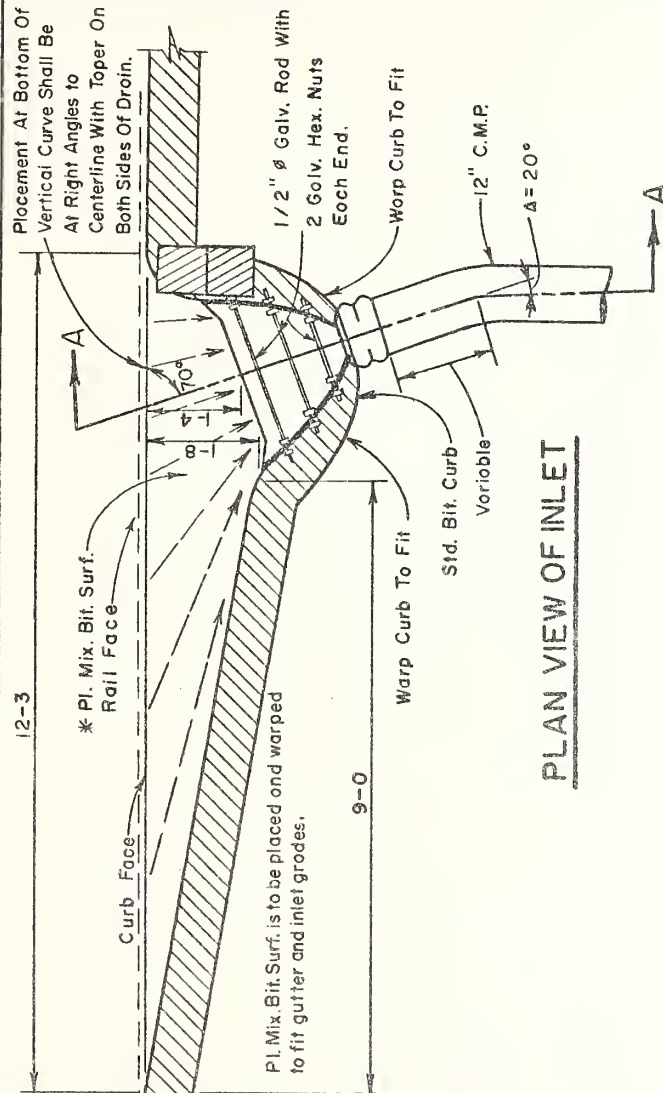 12-3
Placement At Bottom Of
Vertical Curve Shall Be
At Right Angles to
Centerline With Taper On
Both Sides Of Drain.
Curb Face
* Pl. Mix. Bit. Surf.
Rail Face
A
70°
1-4
1-8
1/2" ø Galv. Rod With
2 Galv. Hex. Nuts
Each End.
Warp Curb To Fit
12" C.M.P.
Δ = 20°
A
Pl. Mix. Bit. Surf. is to be placed and warped
to fit gutter and inlet grades.
9-0
Warp Curb To Fit
Std. Bit. Curb
Variable
PLAN VIEW OF INLET